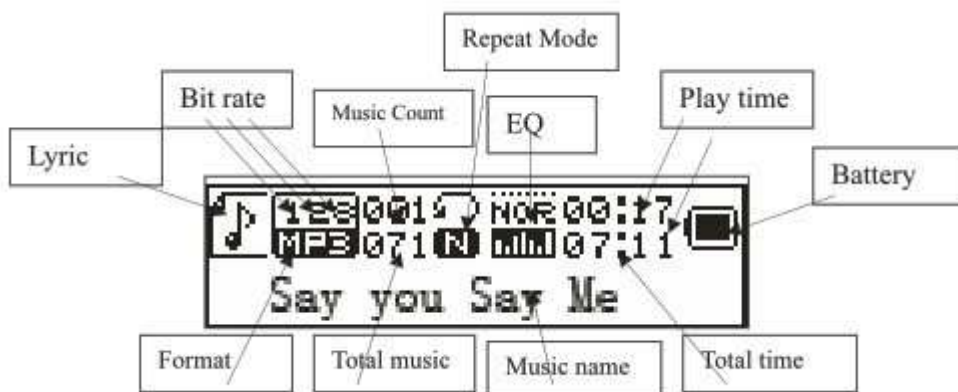 Repeat Mode
Bit rate
Music Count
EQ
Play time
Lyric
Battery
128 001 NOR 00:17
MP3 071 N 07:11
Say you Say Me
Format
Total music
Music name
Total time